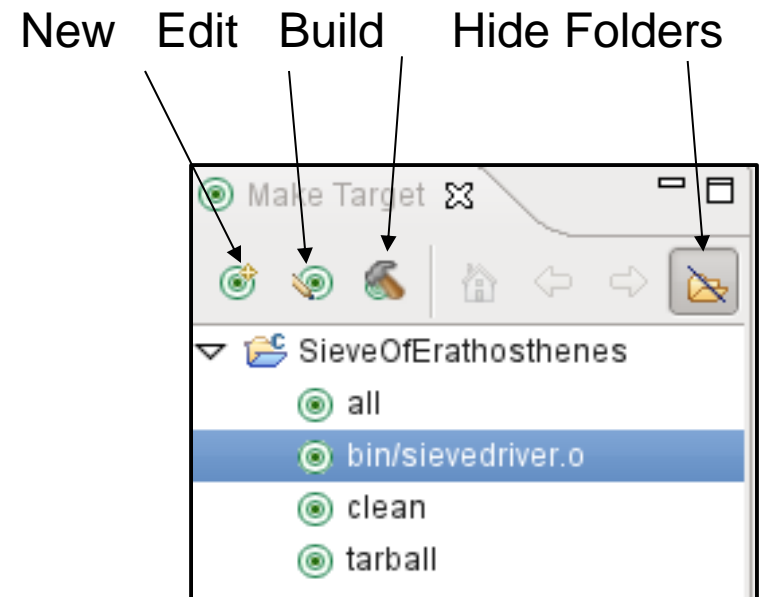 New Edit Build Hide Folders
Make Target
SieveOfErathosthenes
all
bin/sievedriver.o
clean
tarball